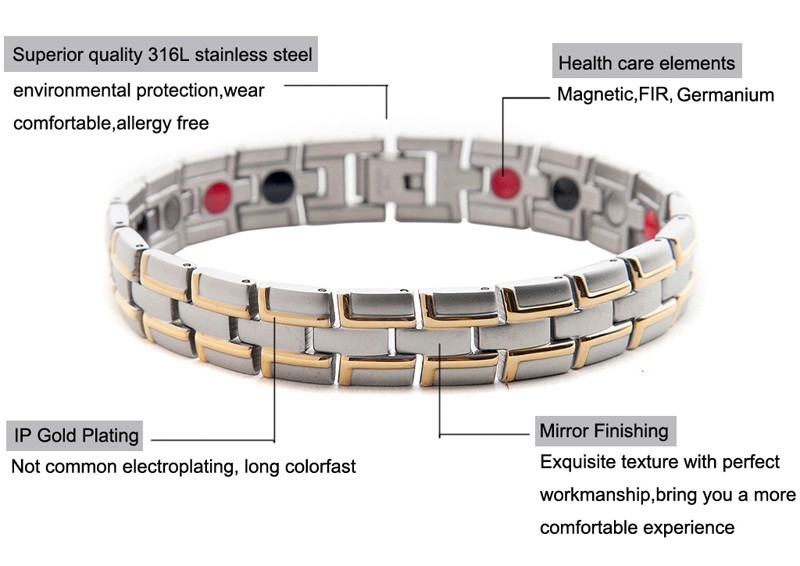 Superior quality 316L stainless steel
environmental protection,wear
comfortable,allergy free
Health care elements
Magnetic,FIR, Germanium
IP Gold Plating
Not common electroplating, long colorfast
Mirror Finishing
Exquisite texture with perfect
workmanship,bring you a more
comfortable experience